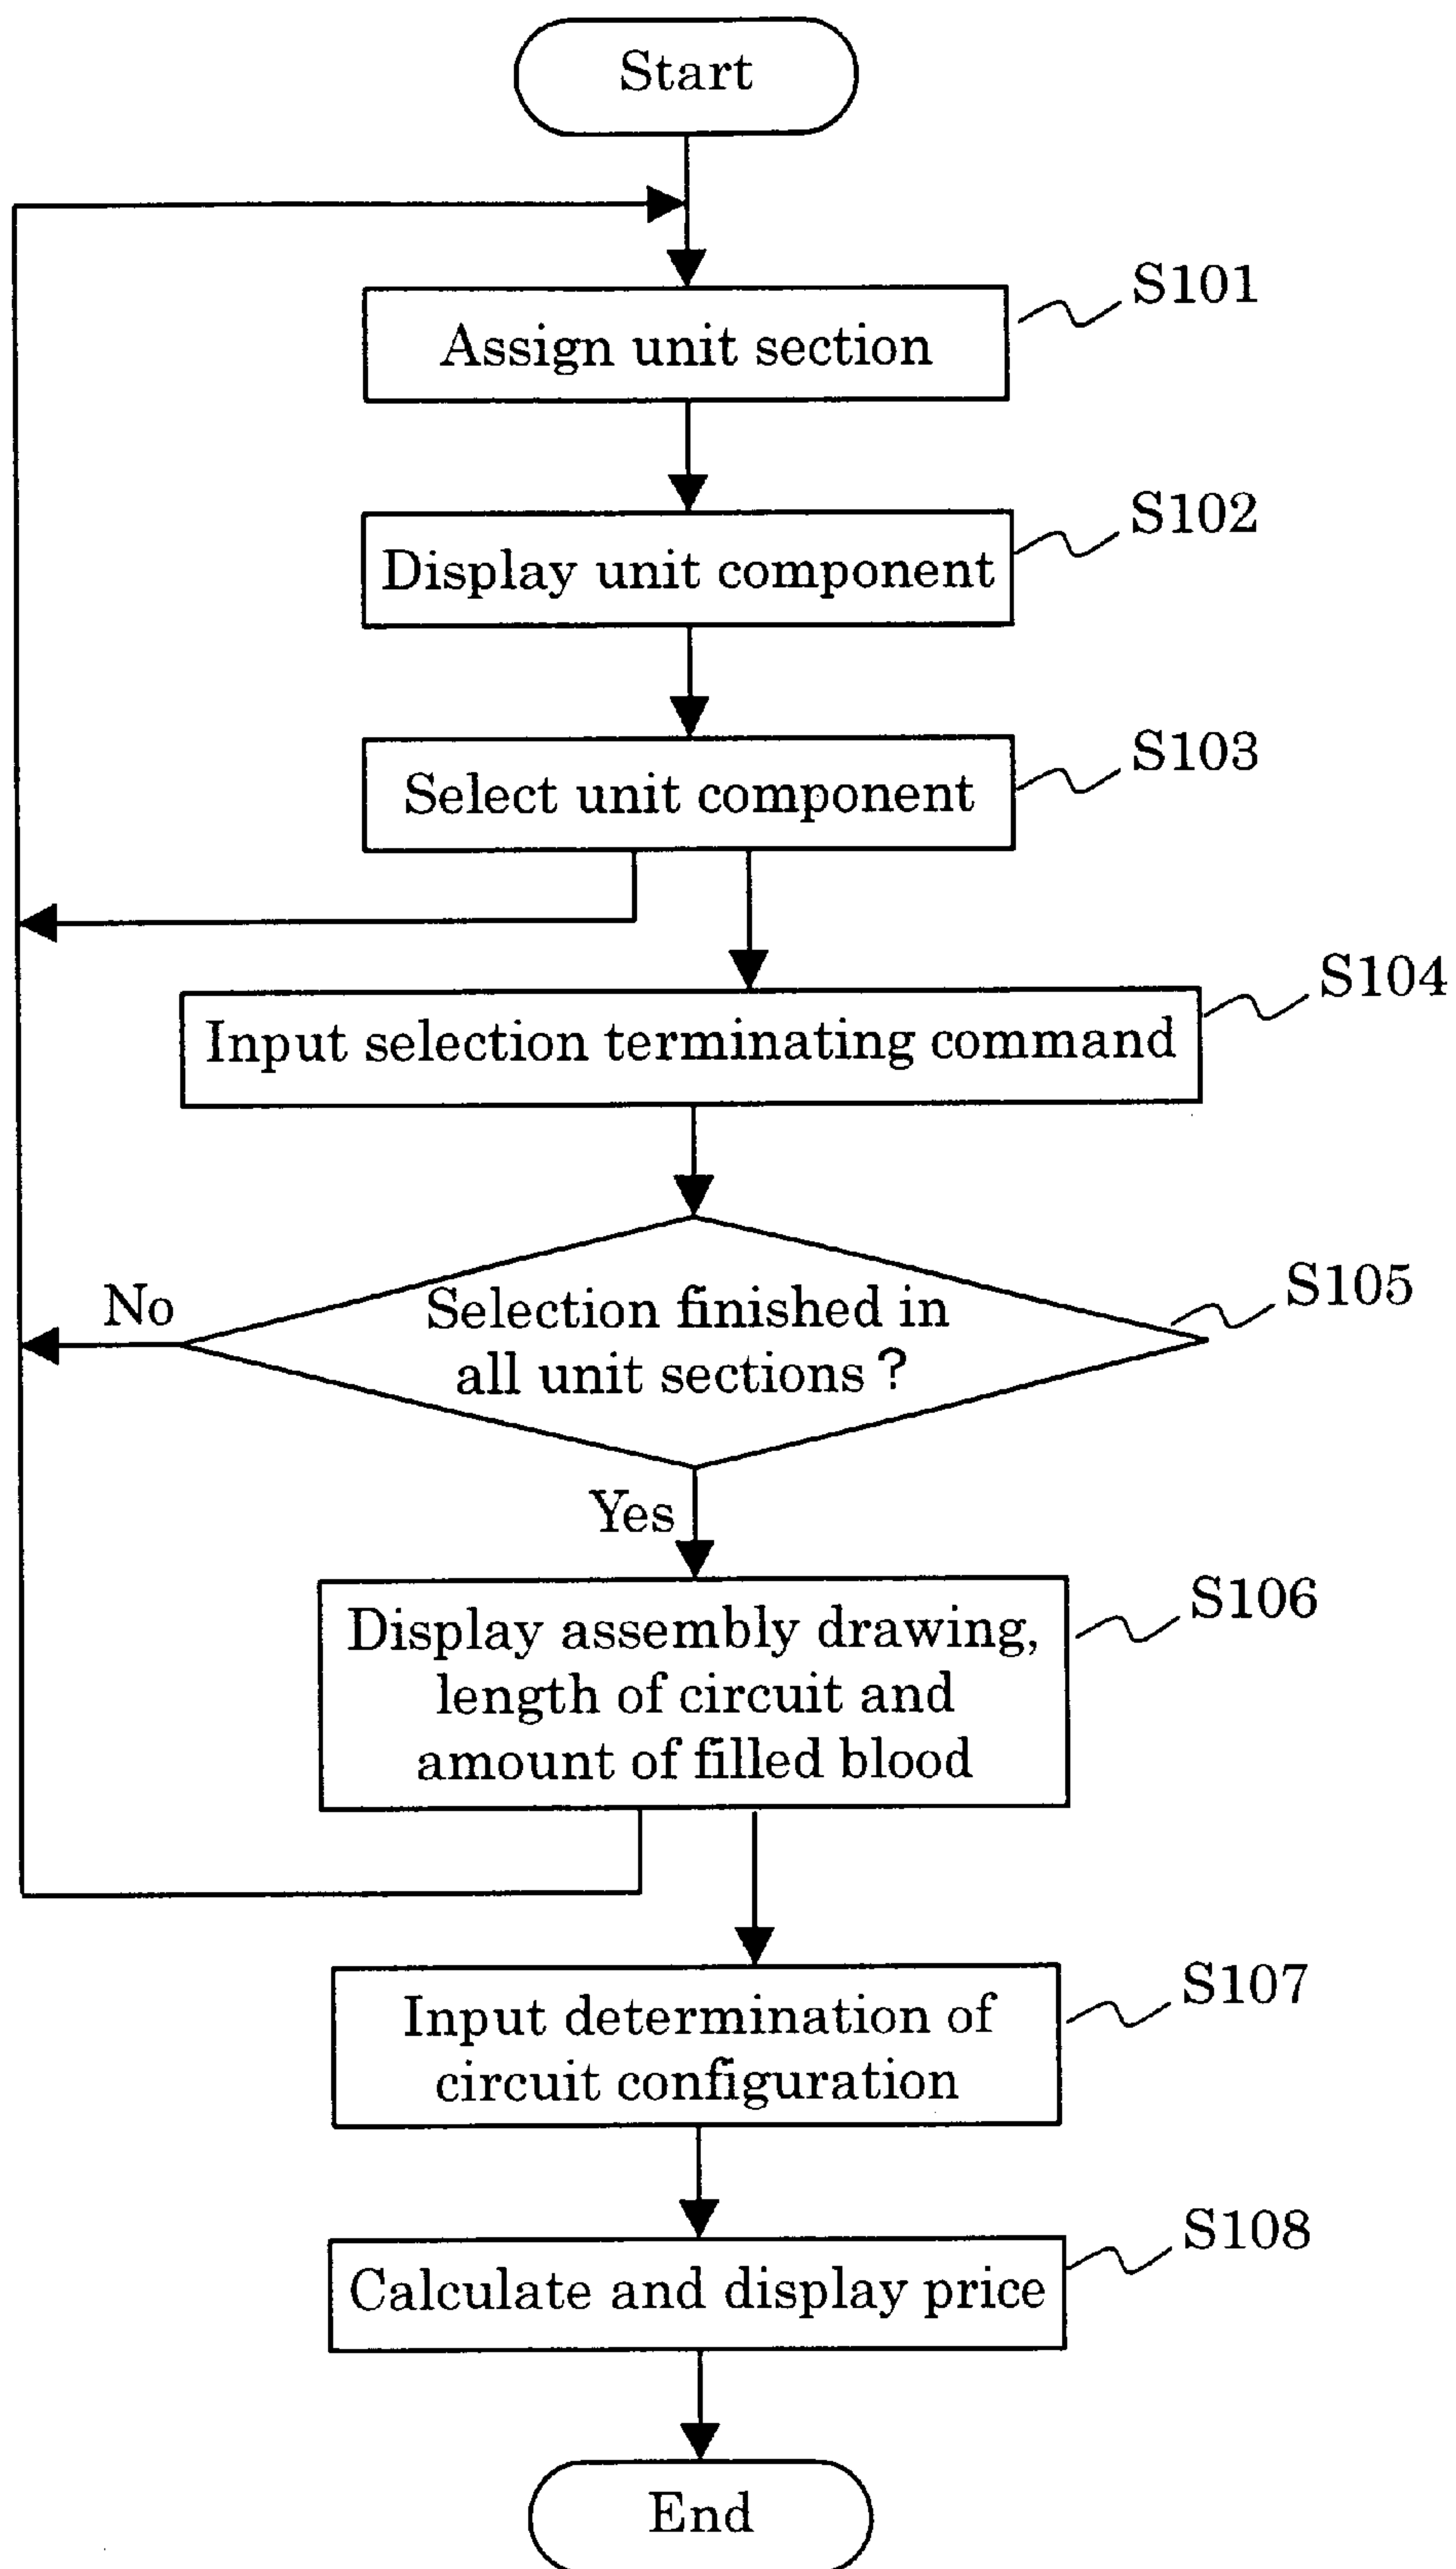 Start
S101
Assign unit section
S102
Display unit component
S103
Select unit component
S104
Input selection terminating command
S105
No
Selection finished in
all unit sections ?
Yes
S106
Display assembly drawing,
length of circuit and
amount of filled blood
S107
Input determination of
circuit configuration
S108
Calculate and display price
End